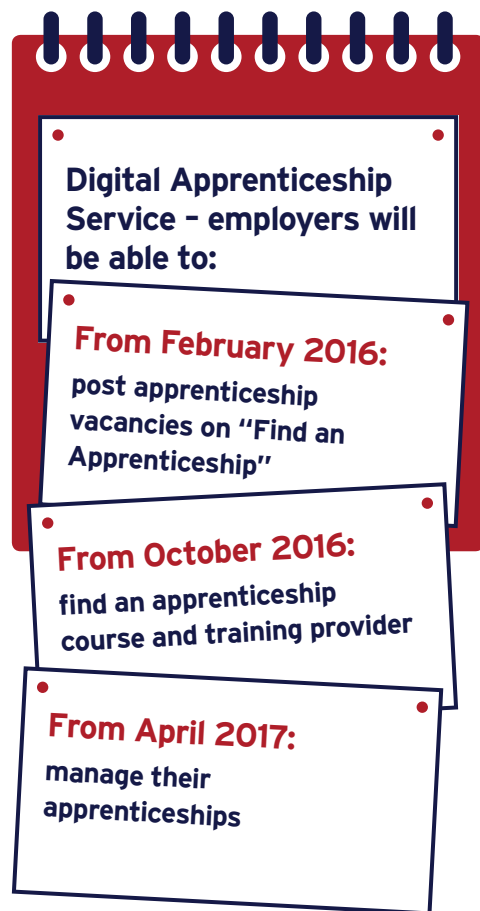 Digital Apprenticeship
Service – employers will
be able to:
From February 2016:
post apprenticeship
vacancies on “Find an
Apprenticeship”
From October 2016:
find an apprenticeship
course and training provider
From April 2017:
manage their
apprenticeships